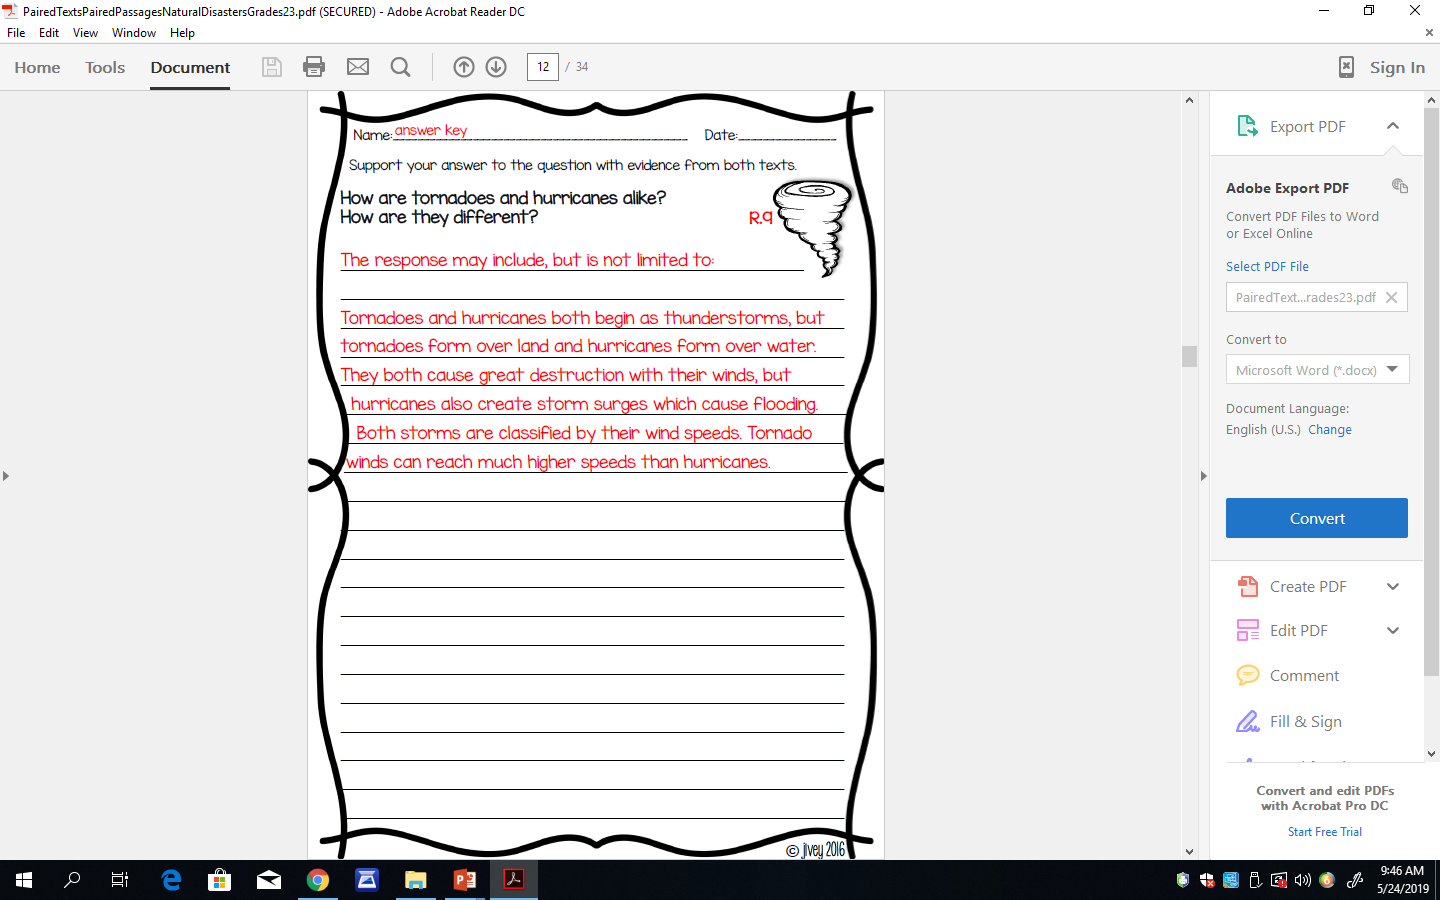 PairedTextsPairedPassagesNaturalDisastersGrades23.pdf (SECURED) - Adobe Acrobat Reader DC
File Edit View Window Help
Home Tools Document 12 / 34 Sign In
Name: answer key Date:
Support your answer to the question with evidence from both texts.
How are tornadoes and hurricanes alike?
How are they different?
R.9
The response may include, but is not limited to:
Tornadoes and hurricanes both begin as thunderstorms, but
tornadoes form over land and hurricanes form over water.
They both cause great destruction with their winds, but
hurricanes also create storm surges which cause flooding.
Both storms are classified by their wind speeds. Tornado
winds can reach much higher speeds than hurricanes.
© jivey 2016
Export PDF
Adobe Export PDF
Convert PDF Files to Word
or Excel Online
Select PDF File
PairedText...rades23.pdf
Convert to
Microsoft Word (*.docx)
Document Language:
English (U.S.) Change
Convert
Create PDF
Edit PDF
Comment
Fill & Sign
Convert and edit PDFs
with Acrobat Pro DC
Start Free Trial
9:46 AM
5/24/2019